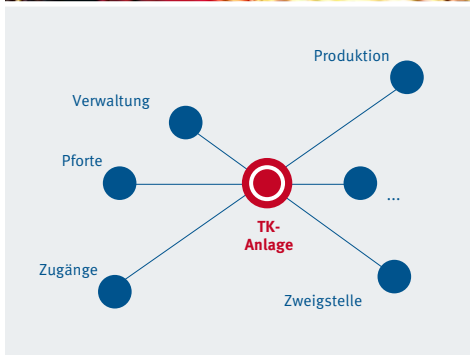 Produktion
Verwaltung
Pforte
...
TK-
Anlage
Zugänge
Zweigstelle